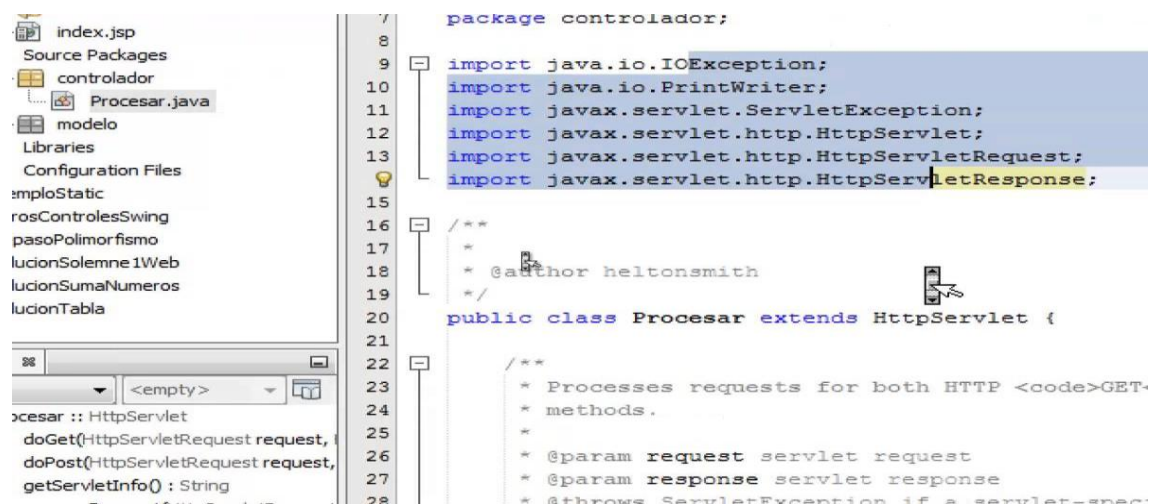 index.jsp
Source Packages
controlador
Procesar.java
modelo
Libraries
Configuration Files
emploStatic
rosControlesSwing
pasoPolimorfismo
lucionSolemne1Web
lucionSumaNumeros
lucionTabla
<empty>
ocesar :: HttpServlet
doGet(HttpServletRequest request,
doPost(HttpServletRequest request,
getServletInfo() : String
7 package controlador;
8
9 import java.io.IOException;
10 import java.io.PrintWriter;
11 import javax.servlet.ServletException;
12 import javax.servlet.http.HttpServlet;
13 import javax.servlet.http.HttpServletRequest;
import javax.servlet.http.HttpServletResponse;
15
16 /**
17 *
18 * @author heltonsmith
19 */
20 public class Procesar extends HttpServlet {
21
22 /**
23 * Processes requests for both HTTP <code>GET<
24 * methods.
25 *
26 * @param request servlet request
27 * @param response servlet response
28 * @throws ServletException if a servlet-spec